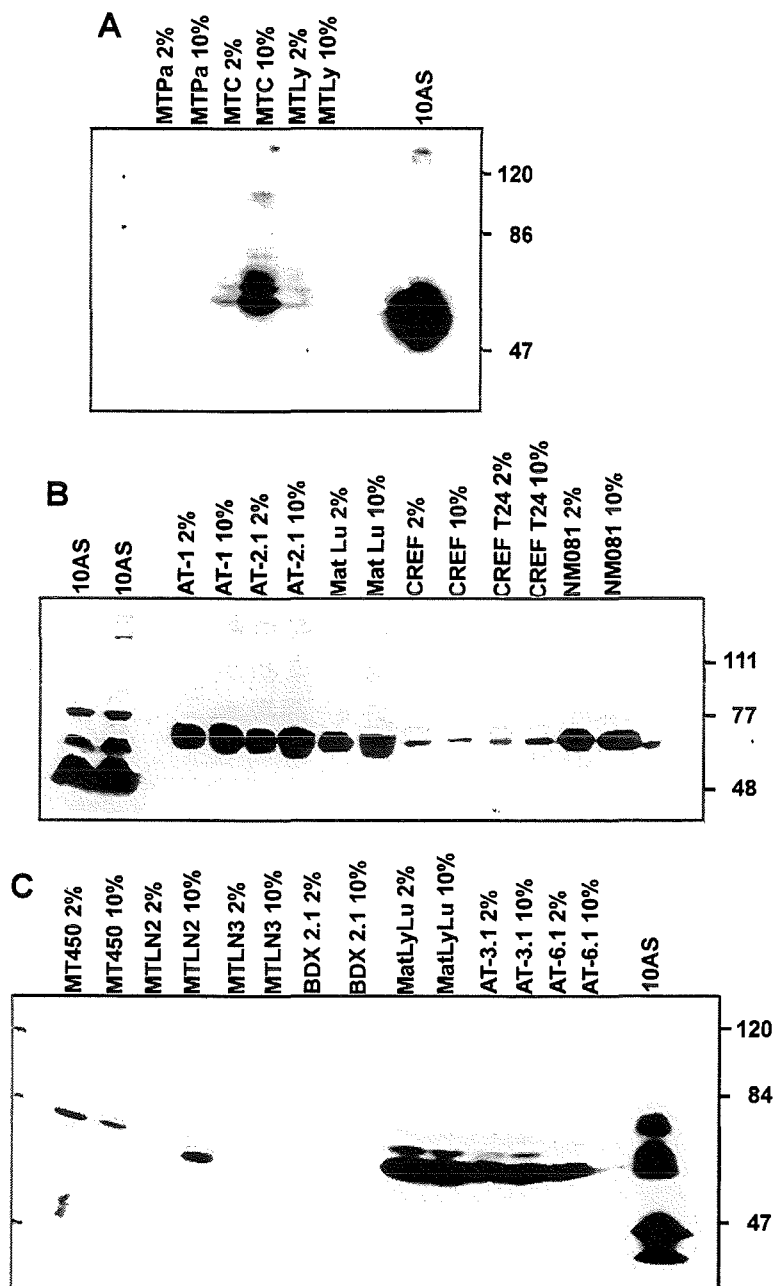 A
MTPa 2%
MTPa 10%
MTC 2%
MTC 10%
MTLy 2%
MTLy 10%
10AS
120
86
47
B
10AS
10AS
AT-1 2%
AT-1 10%
AT-2.1 2%
AT-2.1 10%
Mat Lu 2%
Mat Lu 10%
CREF 2%
CREF 10%
CREF T24 2%
CREF T24 10%
NM081 2%
NM081 10%
111
77
48
C
MT450 2%
MT450 10%
MTLN2 2%
MTLN2 10%
MTLN3 2%
MTLN3 10%
BDX 2.1 2%
BDX 2.1 10%
MatLyLu 2%
MatLyLu 10%
AT-3.1 2%
AT-3.1 10%
AT-6.1 2%
AT-6.1 10%
10AS
120
84
47